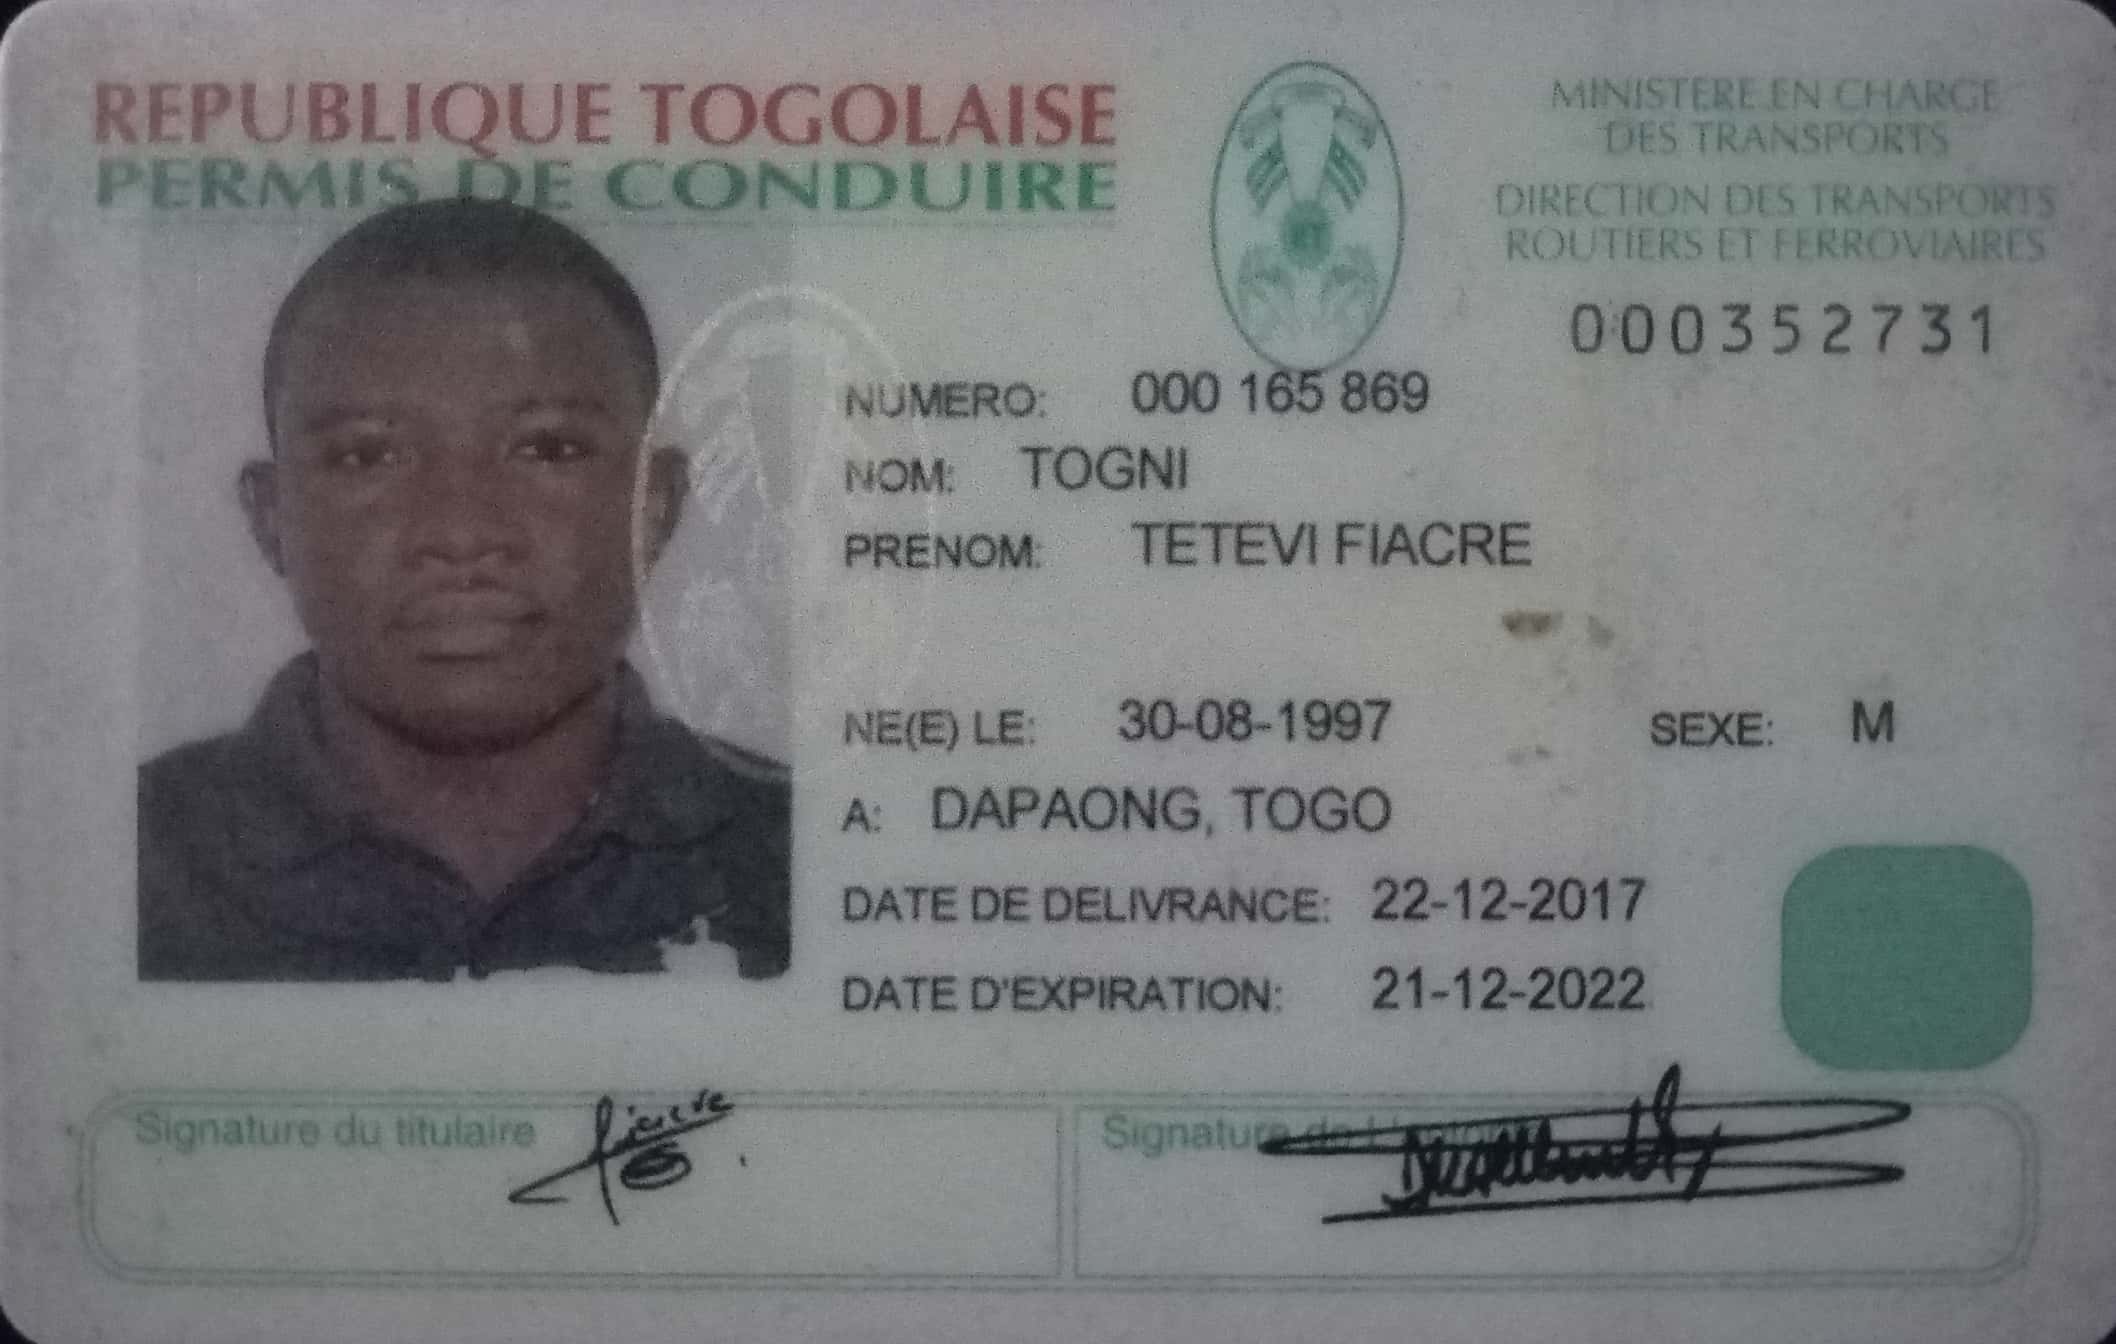 REPUBLIQUE TOGOLAISE
PERMIS DE CONDUIRE
MINISTERE EN CHARGE
DES TRANSPORTS
DIRECTION DES TRANSPORTS
ROUTIERS ET FERROVIAIRES
000352731
NUMERO: 000 165 869
NOM: TOGNI
PRENOM: TETEVI FIACRE
NE(E) LE: 30-08-1997 SEXE: M
A: DAPAONG, TOGO
DATE DE DELIVRANCE: 22-12-2017
DATE D'EXPIRATION: 21-12-2022
Signature du titulaire
fiacre
Signature de